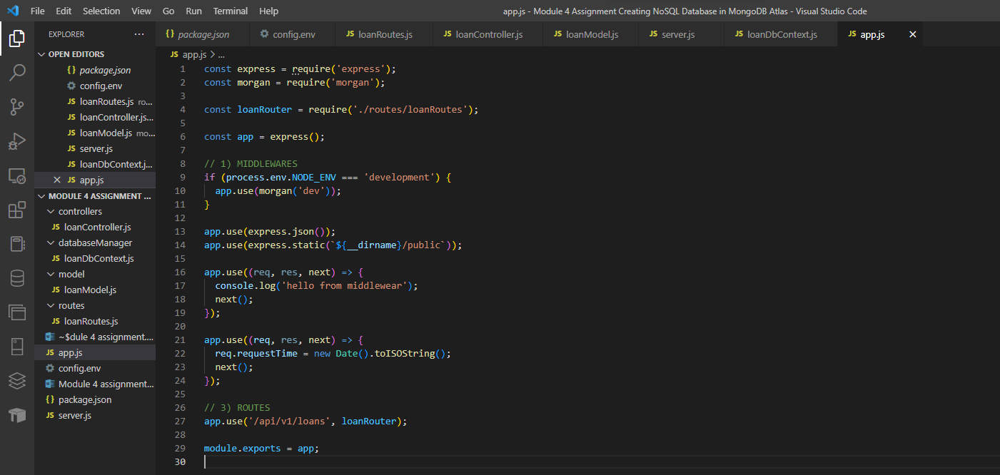 File Edit Selection View Go Run Terminal Help app.js - Module 4 Assignment Creating NoSQL Database in MongoDB Atlas - Visual Studio Code
EXPLORER ...
OPEN EDITORS
{} package.json
config.env
JS loanRoutes.js ro...
JS loanController.js...
JS loanModel.js mo...
JS server.js
JS loanDbContext.j...
JS app.js
MODULE 4 ASSIGNMENT ...
controllers
JS loanController.js
databaseManager
JS loanDbContext.js
model
JS loanModel.js
routes
JS loanRoutes.js
~$dule 4 assignment....
JS app.js
config.env
Module 4 assignment...
{} package.json
JS server.js
{} package.json config.env JS loanRoutes.js JS loanController.js JS loanModel.js JS server.js JS loanDbContext.js JS app.js
JS app.js > ...
1 const express = require('express');
2 const morgan = require('morgan');
3
4 const loanRouter = require('./routes/loanRoutes');
5
6 const app = express();
7
8 // 1) MIDDLEWARES
9 if (process.env.NODE_ENV === 'development') {
10 app.use(morgan('dev'));
11 }
12
13 app.use(express.json());
14 app.use(express.static(`${__dirname}/public`));
15
16 app.use((req, res, next) => {
17 console.log('hello from middlewear');
18 next();
19 });
20
21 app.use((req, res, next) => {
22 req.requestTime = new Date().toISOString();
23 next();
24 });
25
26 // 3) ROUTES
27 app.use('/api/v1/loans', loanRouter);
28
29 module.exports = app;
30